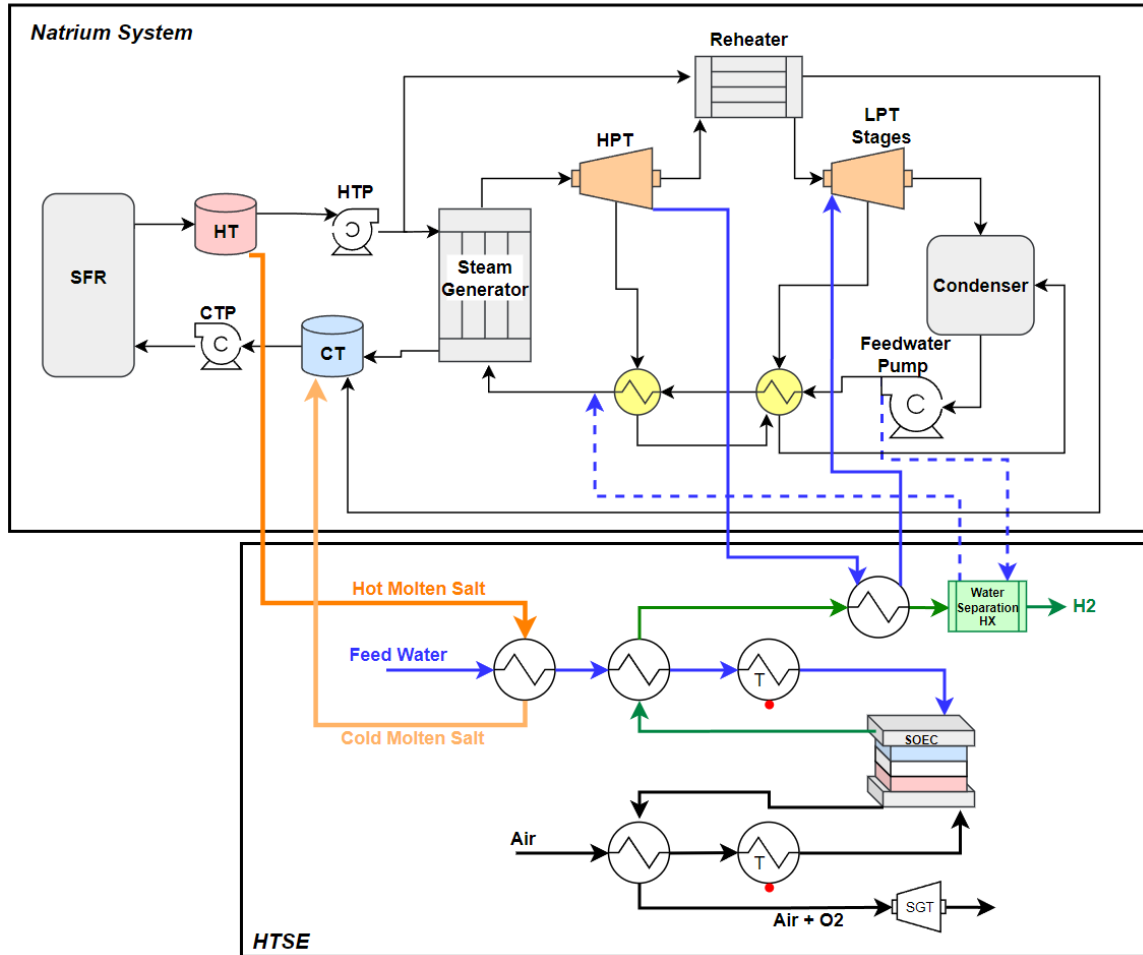 Natrium System
Reheater
HPT
LPT
Stages
HTP
HT
SFR
Steam
Generator
Condenser
CTP
CT
Feedwater
Pump
C
C
C
Hot Molten Salt
Water
Separation
HX
H2
Feed Water
T
Cold Molten Salt
SOEC
Air
T
Air + O2
SGT
HTSE